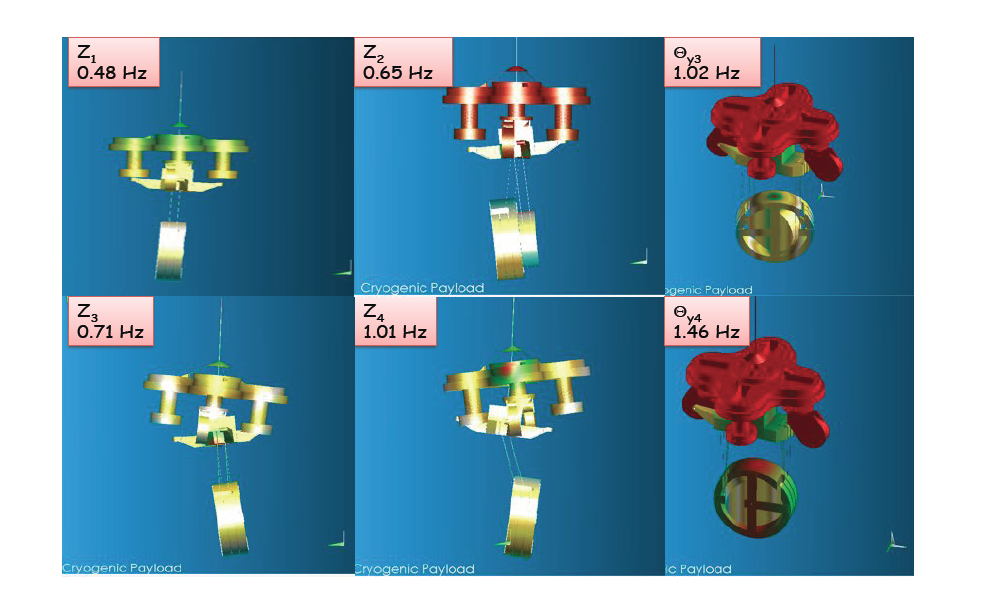 Z1
0.48 Hz
Z2
0.65 Hz
Θy3
1.02 Hz
Cryogenic Payload
ogenic Payload
Z3
0.71 Hz
Z4
1.01 Hz
Θy4
1.46 Hz
Cryogenic Payload
Cryogenic Payload
ic Payload